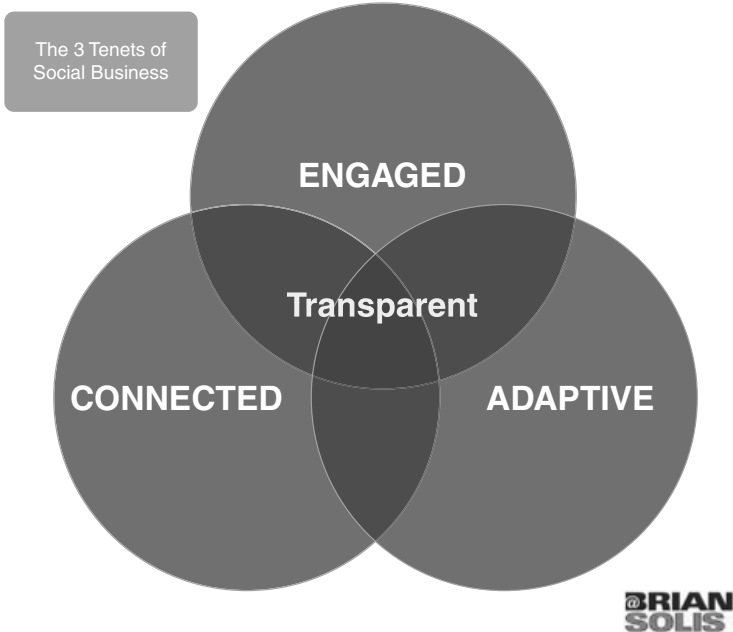 The 3 Tenets of
Social Business
ENGAGED
Transparent
CONNECTED
ADAPTIVE
@BRIAN
SOLIS